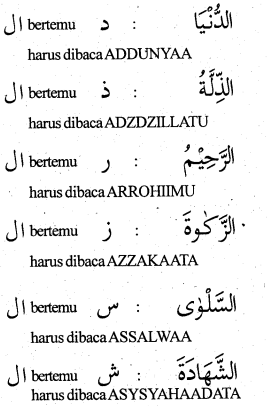 ال bertemu د : الدُّنْيَا
harus dibaca ADDUNYAA
ال bertemu ذ : الذِّلَّةُ
harus dibaca ADZDZILLATU
ال bertemu ر : الرَّحِيْمُ
harus dibaca ARROHIIMU
ال bertemu ز : الزَّكٰوةَ
harus dibaca AZZAKAATA
ال bertemu س : السَّلْوٰى
harus dibaca ASSALWAA
ال bertemu ش : الشَّهَادَةَ
harus dibaca ASYSYAHAADATA